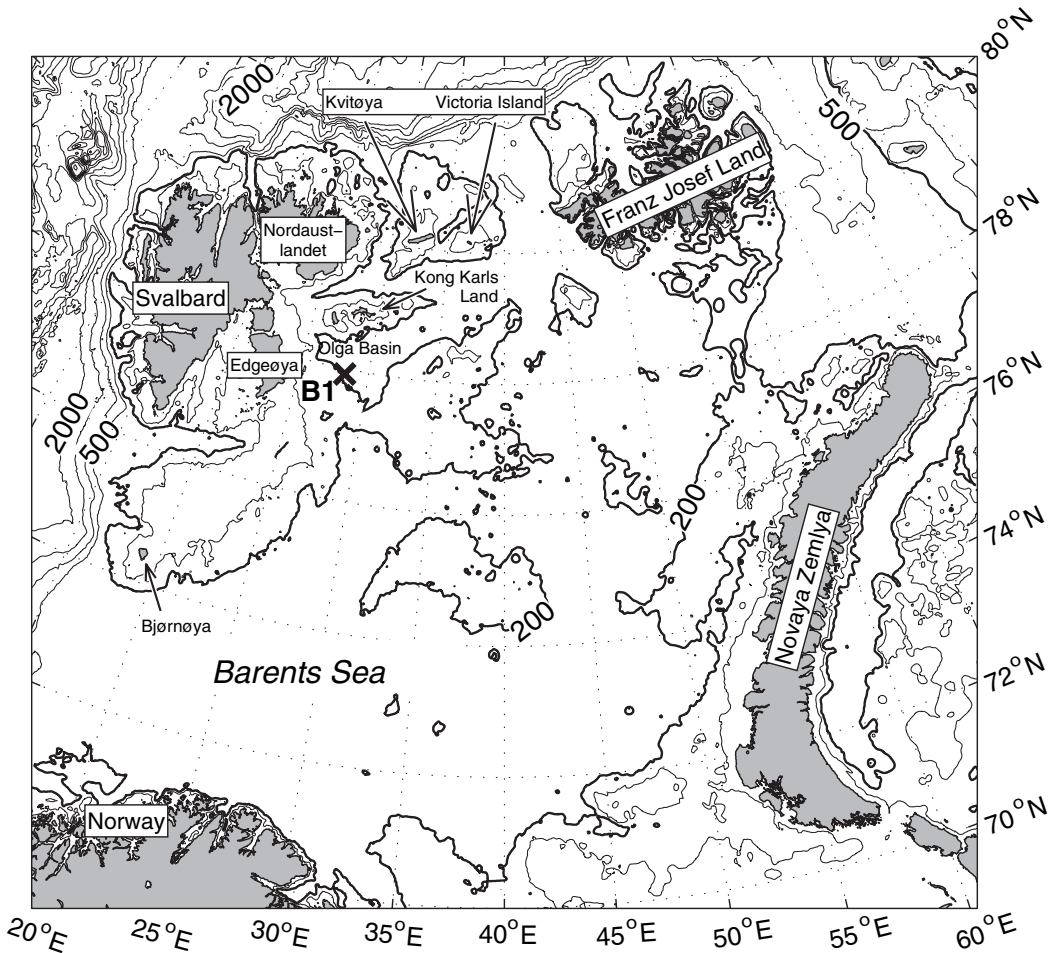 80°N
2000
Kvitøya
Victoria Island
500
Franz Josef Land
78°N
Nordaust–
landet
Kong Karls
Land
Svalbard
Olga Basin
Edgeøya
B1
76°N
2000
500
200
74°N
Novaya Zemlya
Bjørnøya
200
Barents Sea
72°N
Norway
70°N
20°E
25°E
30°E
35°E
40°E
45°E
50°E
55°E
60°E